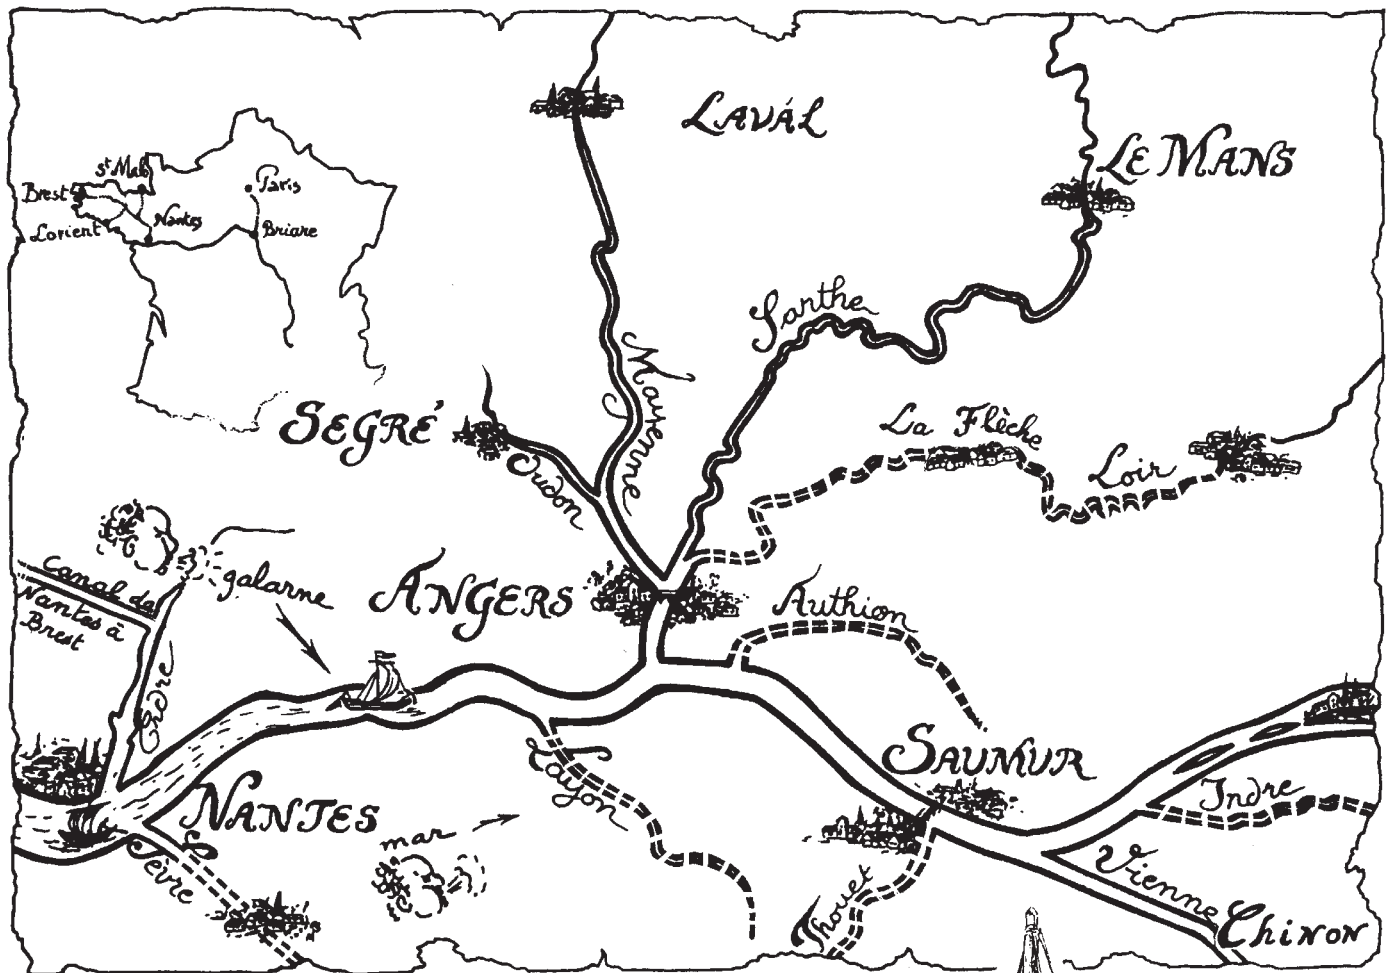 LAVÁL
LE MANS
St Malo
Paris
Brest
Nantes
Lorient
Briare
Sarthe
Mayenne
SEGRÉ
La Flèche
Oudon
Loir
galarne
Canal de
Nantes à
Brest
ANGERS
Authion
Erdre
SAUMUR
Layon
Indre
NANTES
mar
Sèvre
Vienne
Thouet
CHINON